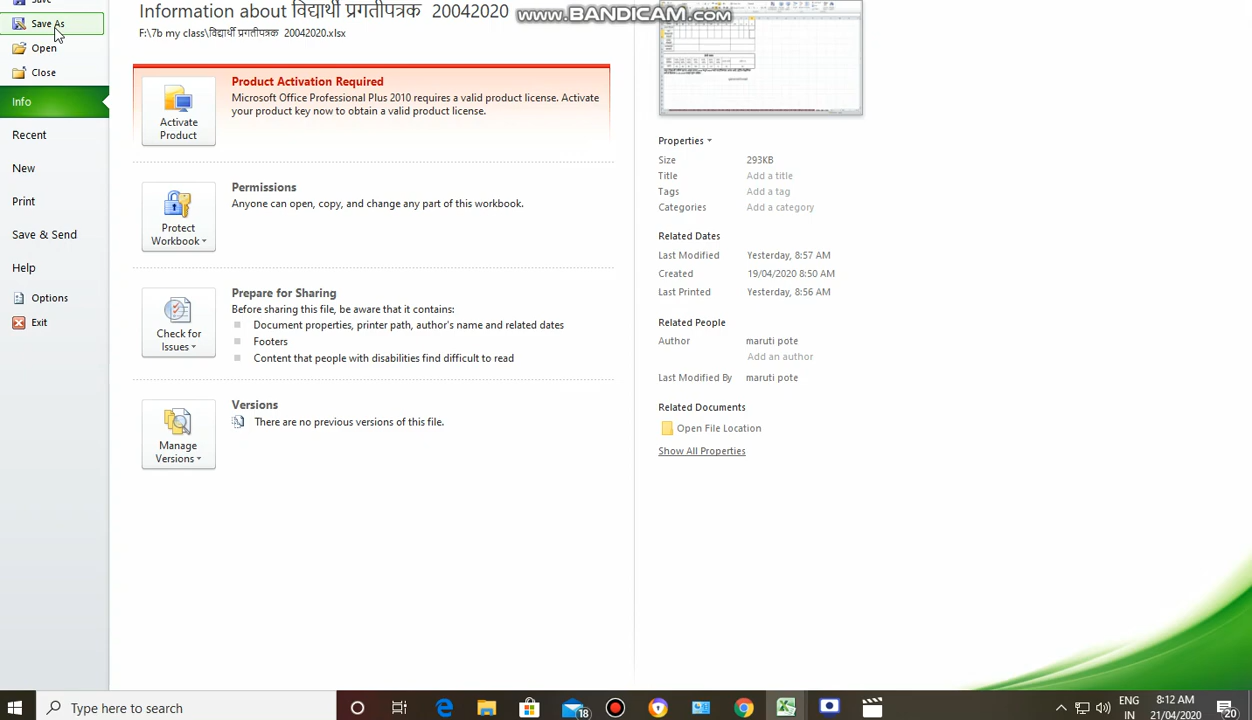 Save
www.BANDICAM.com
Information about विद्यार्थी प्रगतीपत्रक 20042020
Save As
F:\7b my class\विद्यार्थी प्रगतीपत्रक 20042020.xlsx
Open
Close
Info
Recent
New
Print
Save & Send
Help
Options
Exit
Product Activation Required
Microsoft Office Professional Plus 2010 requires a valid product license. Activate
your product key now to obtain a valid product license.
Activate
Product
Permissions
Anyone can open, copy, and change any part of this workbook.
Protect
Workbook
Prepare for Sharing
Before sharing this file, be aware that it contains:
Document properties, printer path, author's name and related dates
Footers
Content that people with disabilities find difficult to read
Check for
Issues
Versions
There are no previous versions of this file.
Manage
Versions
Properties
Size 293KB
Title Add a title
Tags Add a tag
Categories Add a category
Related Dates
Last Modified Yesterday, 8:57 AM
Created 19/04/2020 8:50 AM
Last Printed Yesterday, 8:56 AM
Related People
Author maruti pote
Add an author
Last Modified By maruti pote
Related Documents
Open File Location
Show All Properties
Type here to search
18
ENG
IN
8:12 AM
21/04/2020
20